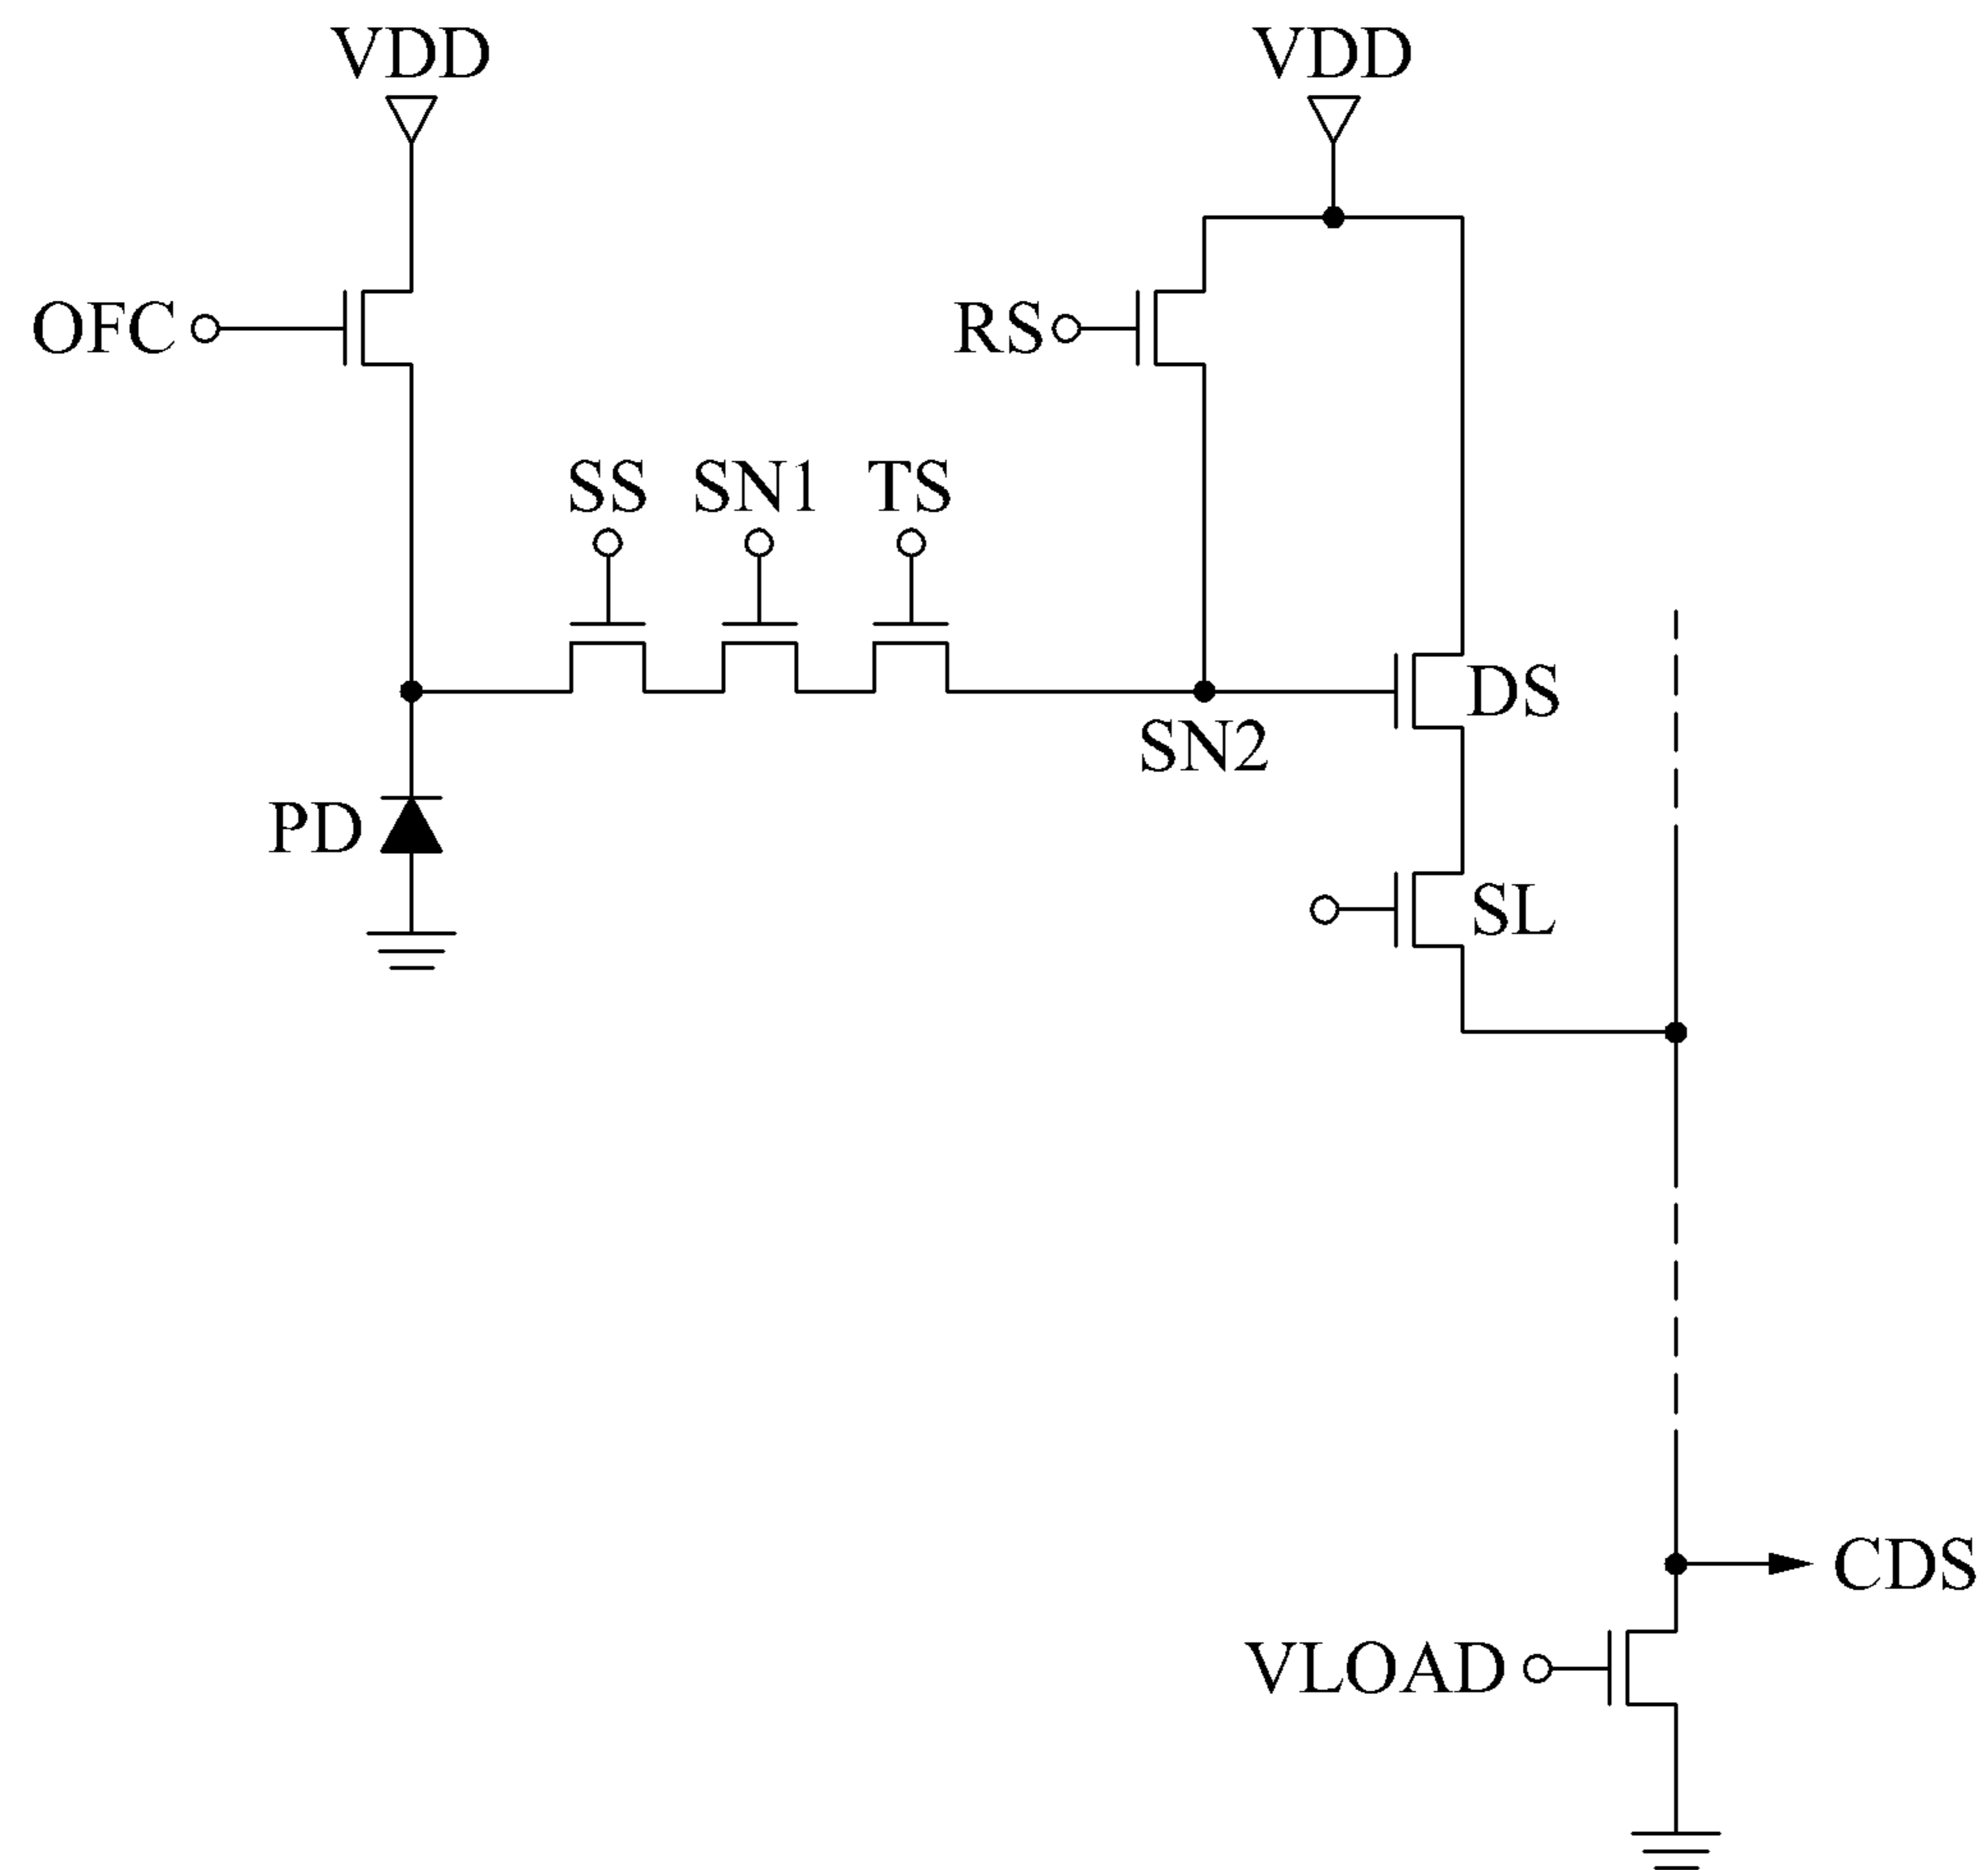 VDD
VDD
OFC
RS
SS
SN1
TS
DS
SN2
PD
SL
CDS
VLOAD